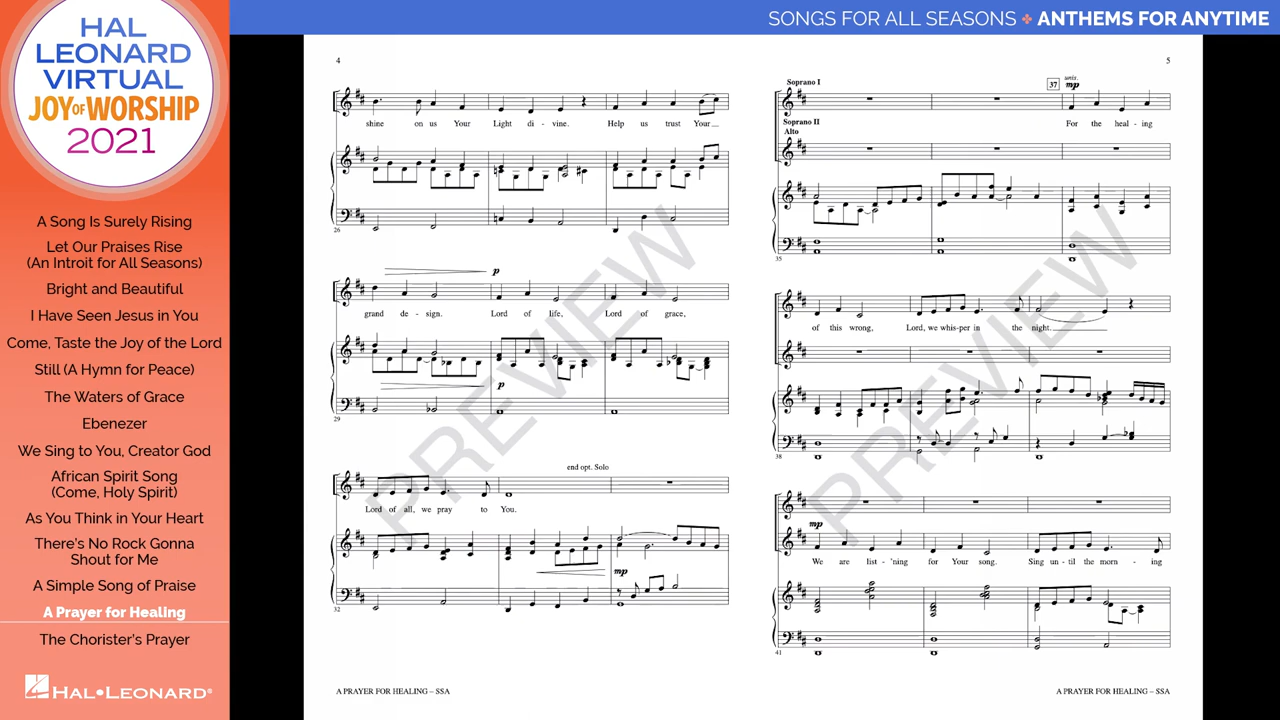 HAL
LEONARD
VIRTUAL
JOY OF WORSHIP
2021
SONGS FOR ALL SEASONS ✤ ANTHEMS FOR ANYTIME
A Song Is Surely Rising
Let Our Praises Rise
(An Introit for All Seasons)
Bright and Beautiful
I Have Seen Jesus in You
Come, Taste the Joy of the Lord
Still (A Hymn for Peace)
The Waters of Grace
Ebenezer
We Sing to You, Creator God
African Spirit Song
(Come, Holy Spirit)
As You Think in Your Heart
There's No Rock Gonna
Shout for Me
A Simple Song of Praise
A Prayer for Healing
The Chorister's Prayer
HAL•LEONARD®
4
shine on us Your Light di - vine. Help us trust Your
26
p
grand de - sign. Lord of life, Lord of grace,
p
29
end opt. Solo
Lord of all, we pray to You.
mp
32
A PRAYER FOR HEALING – SSA
PREVIEW
5
Soprano I
37
unis.
mp
Soprano II
Alto
For the heal - ing
35
of this wrong, Lord, we whis-per in the night.
38
mp
We are list - 'ning for Your song. Sing un - til the morn - ing
41
A PRAYER FOR HEALING – SSA
PREVIEW